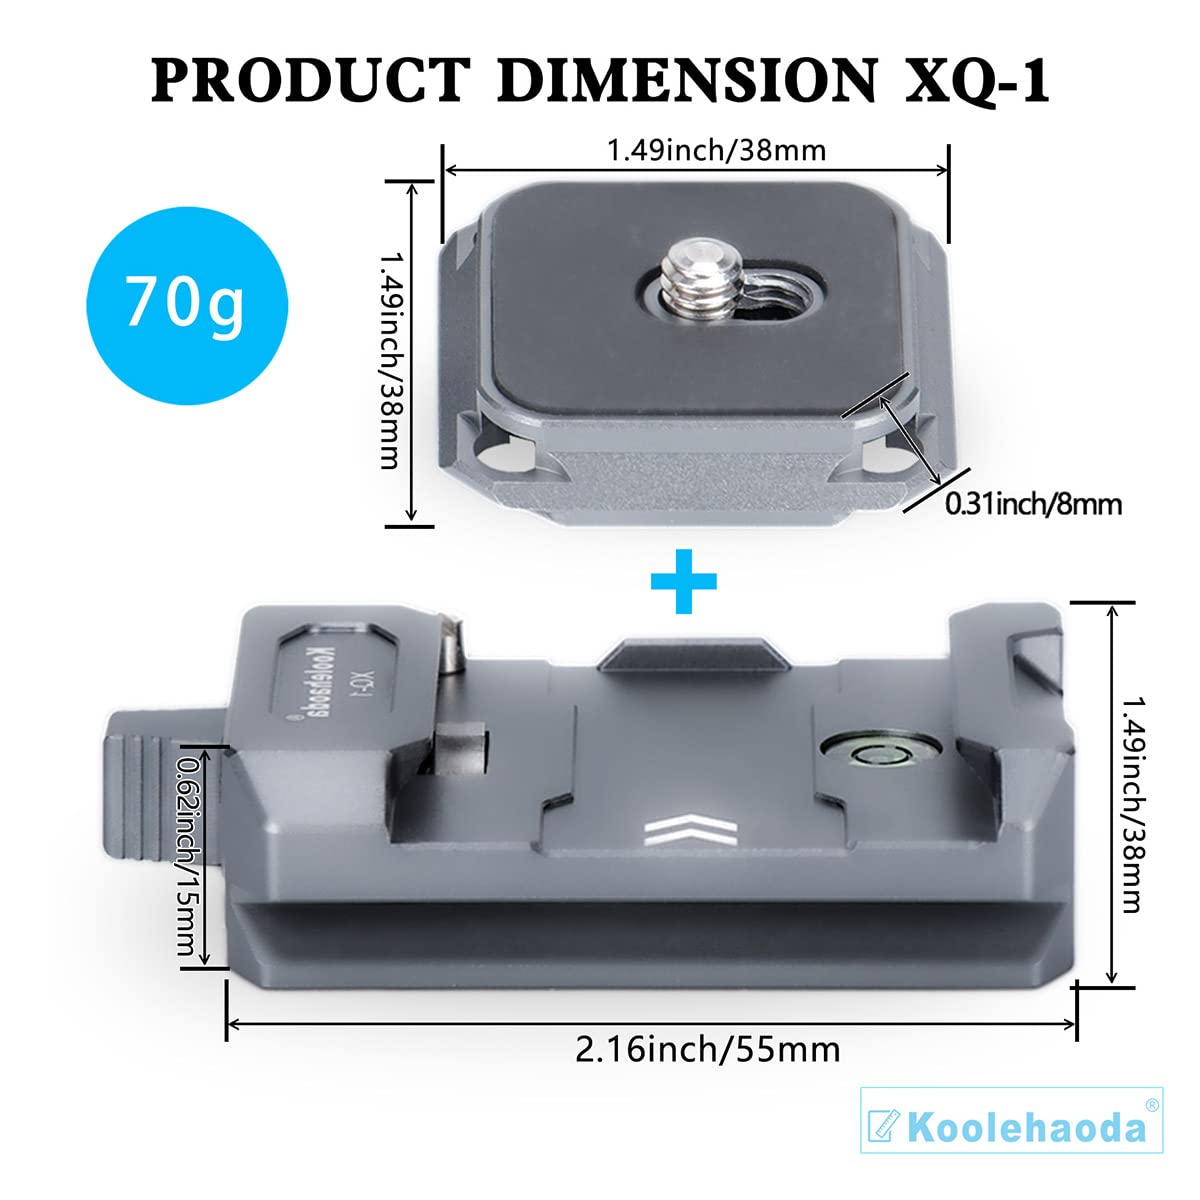 PRODUCT DIMENSION XQ-1
1.49inch/38mm
70g
1.49inch/38mm
0.31inch/8mm
Koolehaoda®
XQ-1
0.62inch/15mm
1.49inch/38mm
2.16inch/55mm
Koolehaoda®